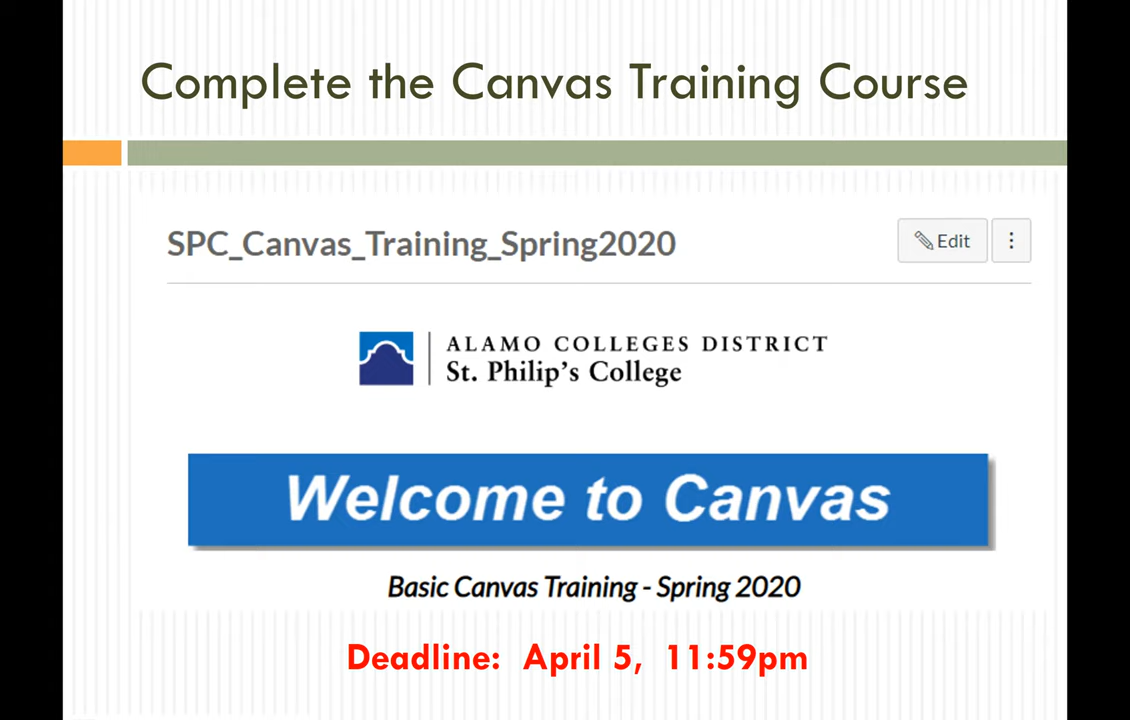 Complete the Canvas Training Course
SPC_Canvas_Training_Spring2020
Edit
ALAMO COLLEGES DISTRICT
St. Philip's College
Welcome to Canvas
Basic Canvas Training - Spring 2020
Deadline: April 5, 11:59pm